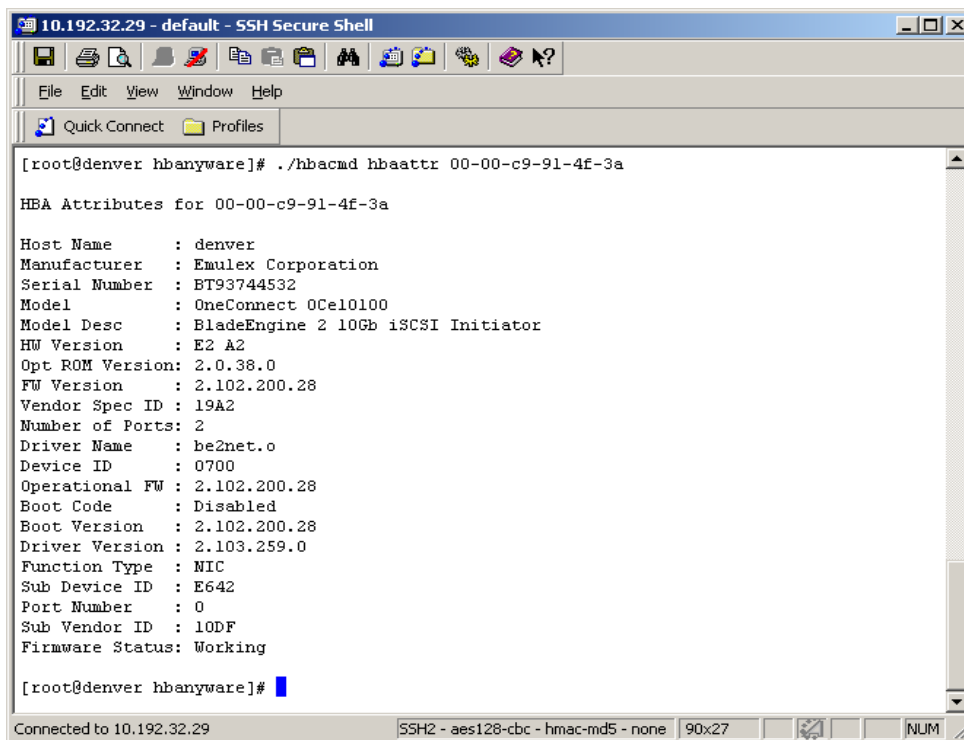 10.192.32.29 - default - SSH Secure Shell
File Edit View Window Help
Quick Connect Profiles
[root@denver hbanyware]# ./hbacmd hbaattr 00-00-c9-91-4f-3a
HBA Attributes for 00-00-c9-91-4f-3a
Host Name : denver
Manufacturer : Emulex Corporation
Serial Number : BT93744532
Model : OneConnect OCe10100
Model Desc : BladeEngine 2 10Gb iSCSI Initiator
HW Version : E2 A2
Opt ROM Version: 2.0.38.0
FW Version : 2.102.200.28
Vendor Spec ID : 19A2
Number of Ports: 2
Driver Name : be2net.o
Device ID : 0700
Operational FW : 2.102.200.28
Boot Code : Disabled
Boot Version : 2.102.200.28
Driver Version : 2.103.259.0
Function Type : NIC
Sub Device ID : E642
Port Number : 0
Sub Vendor ID : 10DF
Firmware Status: Working
[root@denver hbanyware]#
Connected to 10.192.32.29 SSH2 - aes128-cbc - hmac-md5 - none 90x27 NUM